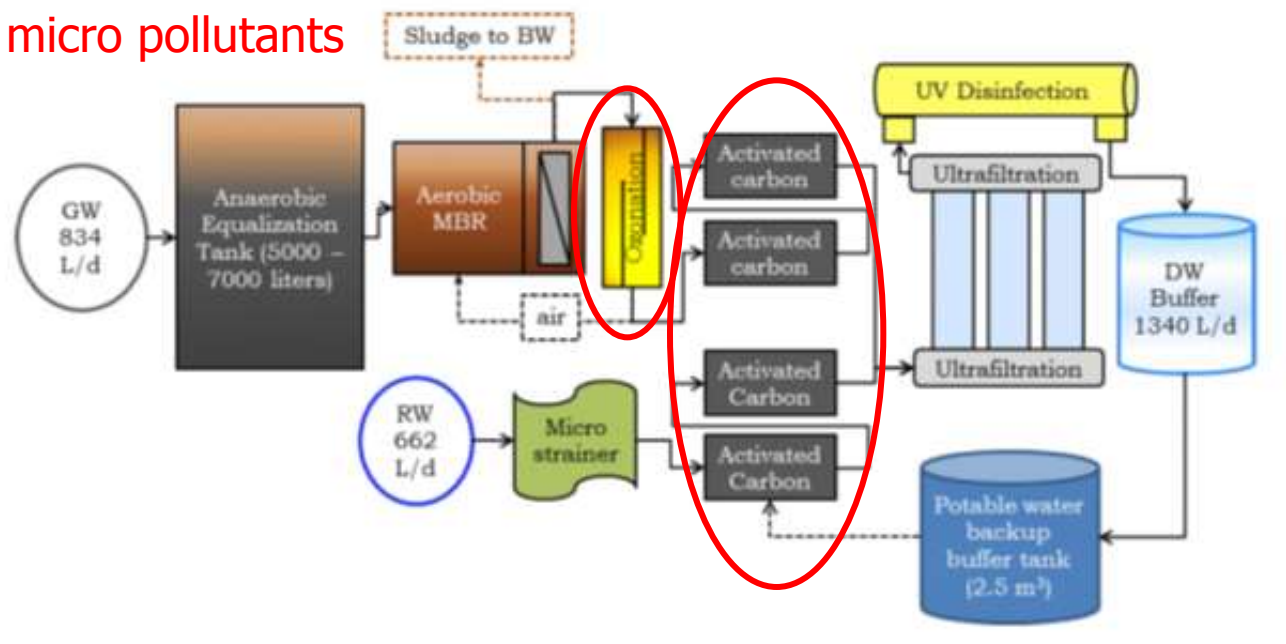 micro pollutants
Sludge to BW
UV Disinfection
GW
834
L/d
Anaerobic
Equalization
Tank (5000 –
7000 liters)
Aerobic
MBR
Ozonation
air
Activated
carbon
Activated
carbon
Ultrafiltration
Ultrafiltration
DW
Buffer
1340 L/d
RW
662
L/d
Micro
strainer
Activated
Carbon
Activated
Carbon
Potable water
backup
buffer tank
(2.5 m³)